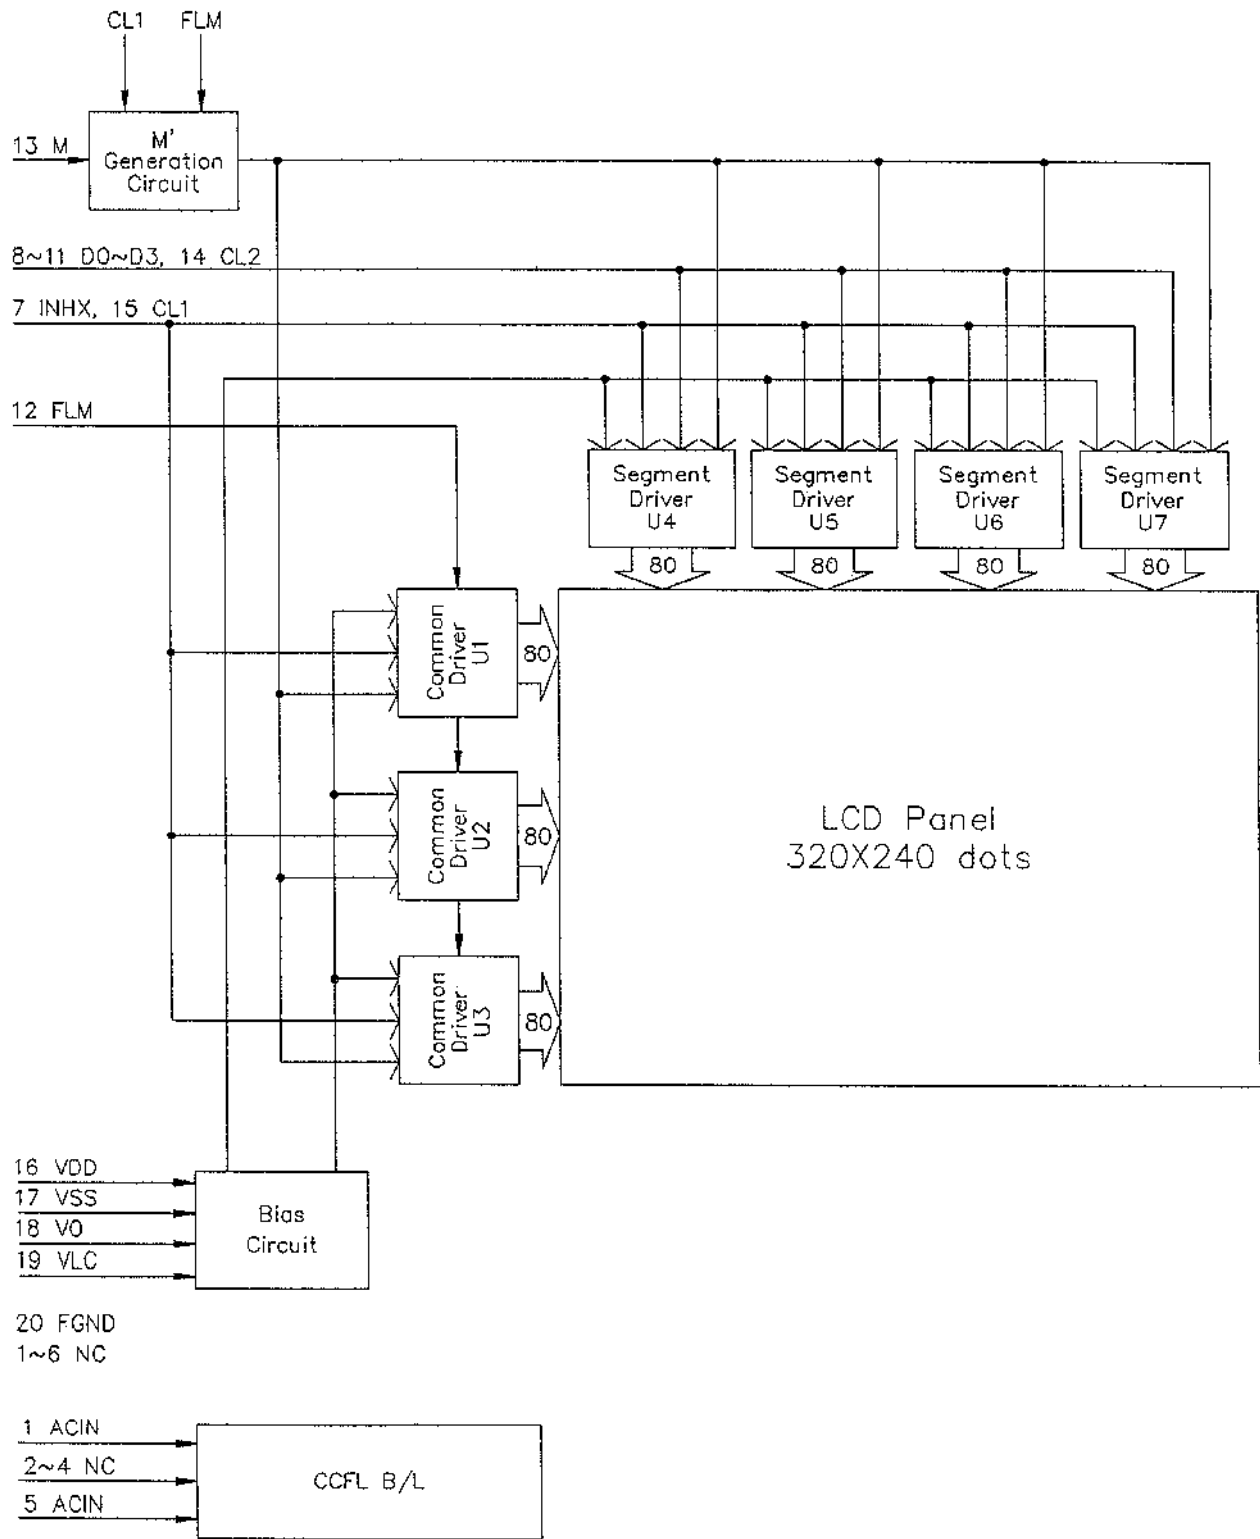 CL1 FLM
13 M
M'
Generation
Circuit
8~11 D0~D3, 14 CL2
7 INHX, 15 CL1
12 FLM
Segment
Driver
U4
Segment
Driver
U5
Segment
Driver
U6
Segment
Driver
U7
80
80
80
80
Common
Driver
U1
80
Common
Driver
U2
80
Common
Driver
U3
80
LCD Panel
320X240 dots
16 VDD
17 VSS
18 VO
19 VLC
Bias
Circuit
20 FGND
1~6 NC
1 ACIN
2~4 NC
5 ACIN
CCFL B/L